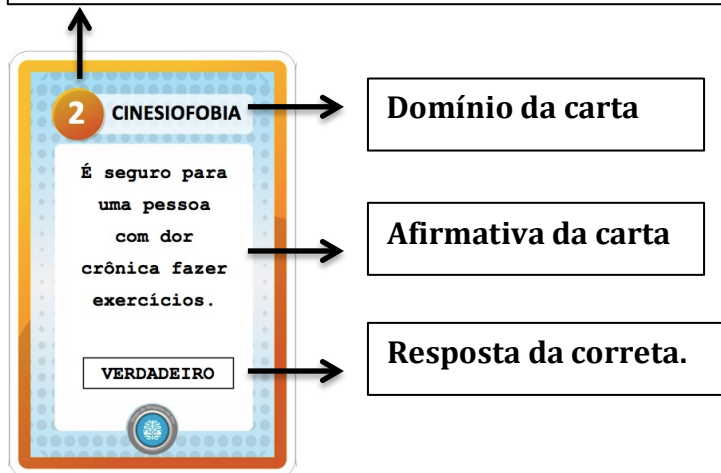 2 CINESIOFOBIA
Domínio da carta
É seguro para
uma pessoa
com dor
crônica fazer
exercícios.
Afirmativa da carta
VERDADEIRO
Resposta da correta.